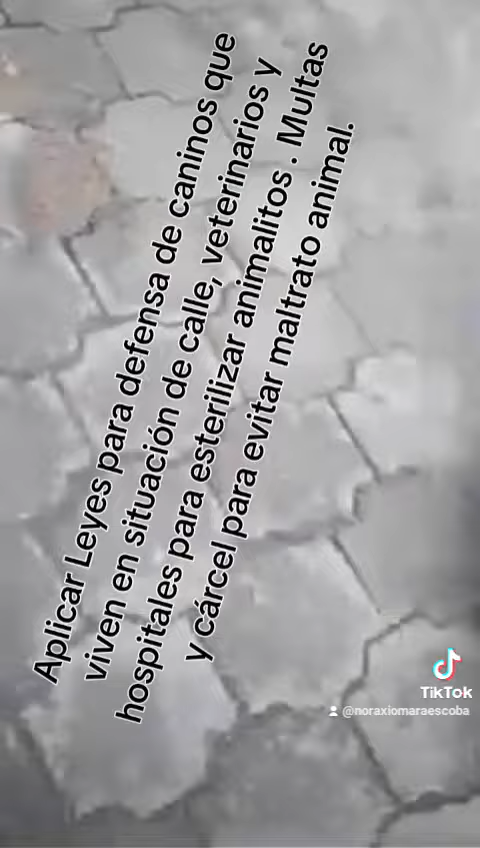 Aplicar Leyes para defensa de caninos que
viven en situación de calle, veterinarios y
hospitales para esterilizar animalitos . Multas
y cárcel para evitar maltrato animal.
TikTok
@noraxiomaraescoba